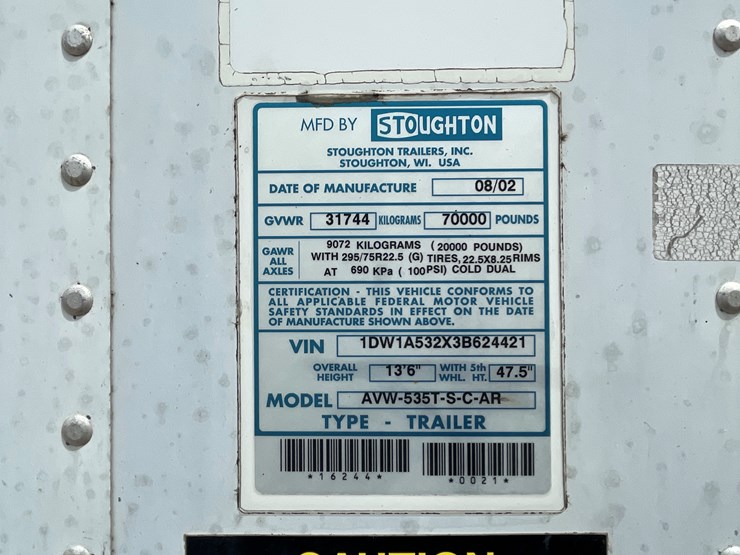 MFD BY STOUGHTON
STOUGHTON TRAILERS, INC.
STOUGHTON, WI. USA
DATE OF MANUFACTURE 08/02
GVWR 31744 KILOGRAMS 70000 POUNDS
GAWR ALL AXLES
9072 KILOGRAMS ( 20000 POUNDS)
WITH 295/75R22.5 (G) TIRES, 22.5X8.25 RIMS
AT 690 KPa ( 100 PSI) COLD DUAL
CERTIFICATION - THIS VEHICLE CONFORMS TO
ALL APPLICABLE FEDERAL MOTOR VEHICLE
SAFETY STANDARDS IN EFFECT ON THE DATE
OF MANUFACTURE SHOWN ABOVE.
VIN 1DW1A532X3B624421
OVERALL HEIGHT 13'6" WITH 5th WHL. HT. 47.5"
MODEL AVW-535T-S-C-AR
TYPE - TRAILER
*16244* *0021*
CAUTION